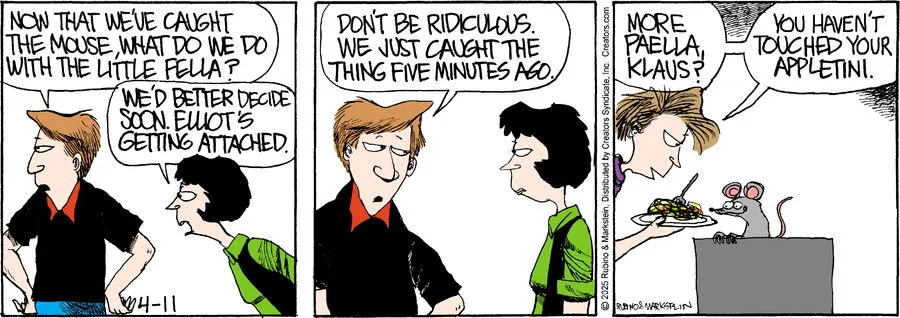 NOW THAT WE'VE CAUGHT
THE MOUSE, WHAT DO WE DO
WITH THE LITTLE FELLA?
WE'D BETTER DECIDE
SOON. ELLIOT'S
GETTING ATTACHED.
4-11
DON'T BE RIDICULOUS.
WE JUST CAUGHT THE
THING FIVE MINUTES AGO.
© 2025 Rubino & Markstein, Distributed by Creators Syndicate, Inc. Creators.com
MORE
PAELLA,
KLAUS?
YOU HAVEN'T
TOUCHED YOUR
APPLETINI.
RUBINO & MARKSTEIN